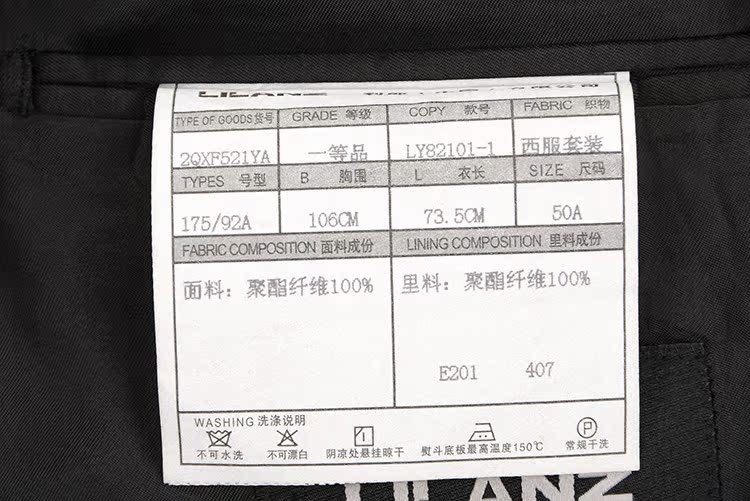 LILANZ
TYPE OF GOODS货号 GRADE 等级 COPY 款号 FABRIC 织物
2QXF521YA 一等品 LY82101-1 西服套装
TYPES 号型 B 胸围 L 衣长 SIZE 尺码
175/92A 106CM 73.5CM 50A
FABRIC COMPOSITION 面料成份 LINING COMPOSITION 里料成份
面料：聚酯纤维100% 里料：聚酯纤维100%
E201 407
WASHING 洗涤说明
P
不可水洗 不可漂白 阴凉处悬挂晾干 熨斗底板最高温度150℃ 常规干洗
LILANZ